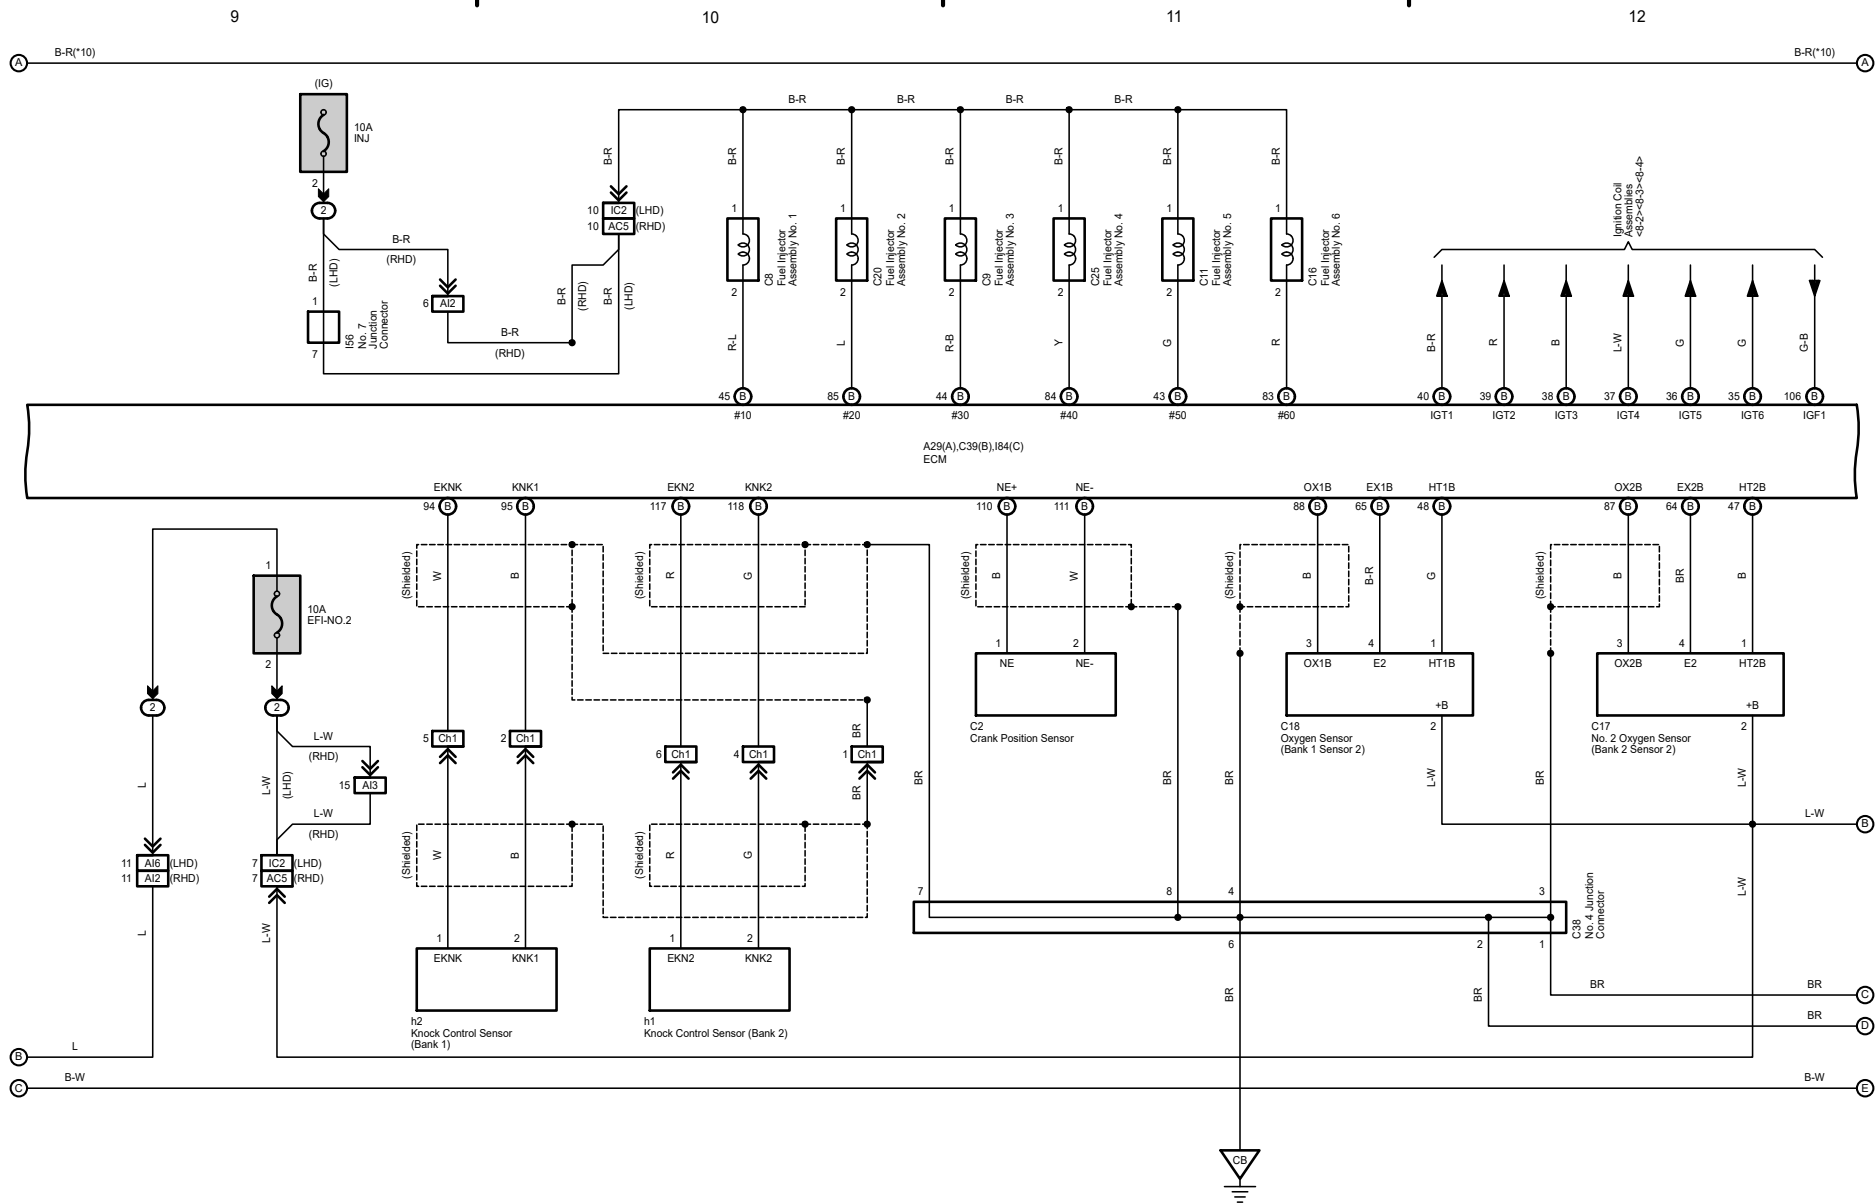 9
10
11
12
A
B-R(*10)
B-R(*10)
A
(IG)
10A
INJ
2
2
B-R
(RHD)
B-R
(LHD)
1
I56
No. 7
Junction
Connector
7
6
AI2
B-R
(RHD)
B-R
(RHD)
B-R
(LHD)
B-R
10 IC2 (LHD)
10 AC5 (RHD)
B-R
B-R
B-R
B-R
B-R
B-R
B-R
B-R
B-R
B-R
1
1
1
1
1
1
C8
Fuel Injector
Assembly No. 1
C20
Fuel Injector
Assembly No. 2
C9
Fuel Injector
Assembly No. 3
C25
Fuel Injector
Assembly No. 4
C11
Fuel Injector
Assembly No. 5
C16
Fuel Injector
Assembly No. 6
2
2
2
2
2
2
R-L
L
R-B
Y
G
R
Ignition Coil
Assemblies
<8-2><8-3><8-4>
B-R
R
B
L-W
G
G
G-B
45 B
85 B
44 B
84 B
43 B
83 B
40 B
39 B
38 B
37 B
36 B
35 B
106 B
#10
#20
#30
#40
#50
#60
IGT1
IGT2
IGT3
IGT4
IGT5
IGT6
IGF1
A29(A),C39(B),I84(C)
ECM
EKNK
KNK1
EKN2
KNK2
NE+
NE-
OX1B
EX1B
HT1B
OX2B
EX2B
HT2B
94 B
95 B
117 B
118 B
110 B
111 B
88 B
65 B
48 B
87 B
64 B
47 B
1
10A
EFI-NO.2
2
2
2
(Shielded)
W
B
(Shielded)
R
G
(Shielded)
B
W
(Shielded)
B
B-R
G
(Shielded)
B
BR
B
1
2
NE
NE-
C2
Crank Position Sensor
3
4
1
OX1B
E2
HT1B
+B
2
C18
Oxygen Sensor
(Bank 1 Sensor 2)
3
4
1
OX2B
E2
HT2B
+B
2
C17
No. 2 Oxygen Sensor
(Bank 2 Sensor 2)
L-W
(RHD)
L-W
(LHD)
15 AI3
L-W
(RHD)
L
5 Ch1
2 Ch1
6 Ch1
4 Ch1
1 Ch1
BR
BR
BR
BR
BR
L-W
L-W
L-W
B
11 AI6 (LHD)
11 AI2 (RHD)
7 IC2 (LHD)
7 AC5 (RHD)
(Shielded)
W
B
(Shielded)
R
G
L
L-W
L-W
7
8
4
3
C38
No. 4 Junction
Connector
6
2
1
1
2
EKNK
KNK1
h2
Knock Control Sensor
(Bank 1)
1
2
EKN2
KNK2
h1
Knock Control Sensor (Bank 2)
BR
BR
BR
BR
C
BR
D
B
L
C
B-W
B-W
E
CB